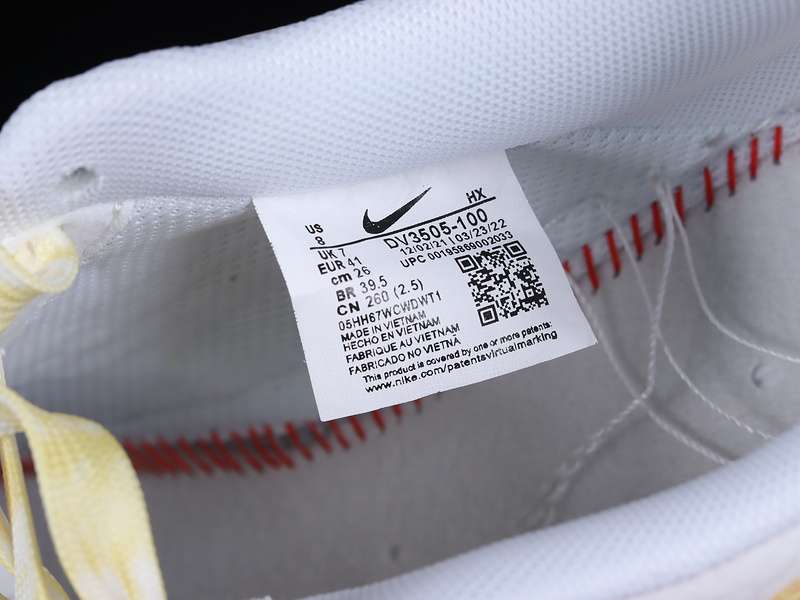 US 8
HX
DV3505-100
UK 7
12/02/21 | 03/23/22
EUR 41
UPC 00195869002033
cm 26
BR 39.5
CN 260 (2.5)
05HH67WCWDWT1
MADE IN VIETNAM
HECHO EN VIETNAM
FABRIQUE AU VIETNAM
FABRICADO NO VIETNÃ
This product is covered by one or more patents:
www.nike.com/patentsvirtualmarking